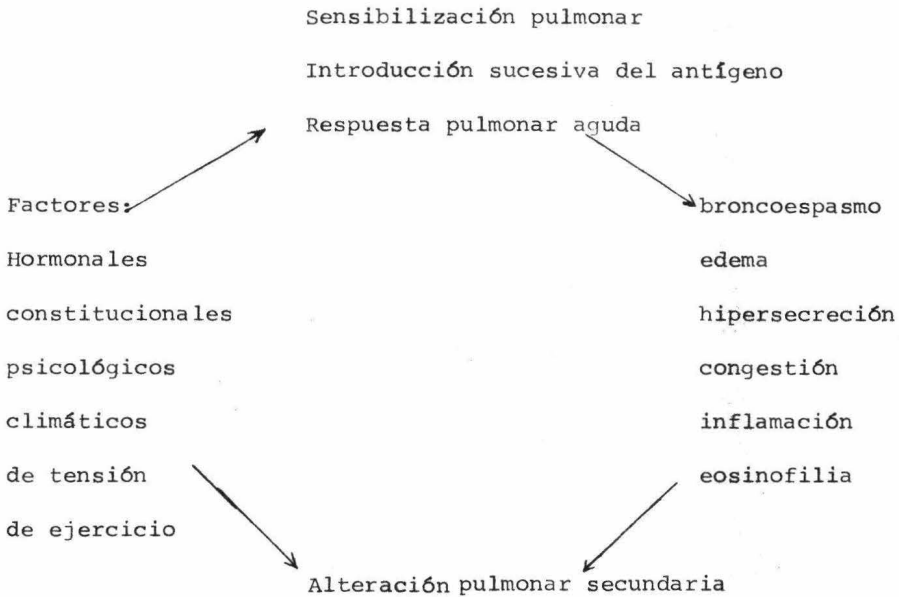 Sensibilización pulmonar
Introducción sucesiva del antígeno
Respuesta pulmonar aguda
Factores:
Hormonales
constitucionales
psicológicos
climáticos
de tensión
de ejercicio
broncoespasmo
edema
hipersecreción
congestión
inflamación
eosinofilia
Alteración pulmonar secundaria